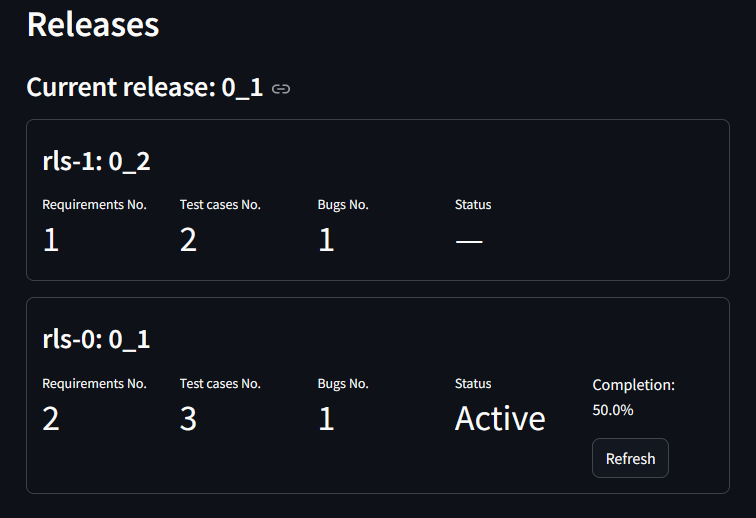 Releases
Current release: 0_1
rls-1: 0_2
Requirements No. Test cases No. Bugs No. Status
1 2 1 —
rls-0: 0_1
Requirements No. Test cases No. Bugs No. Status Completion:
2 3 1 Active 50.0%
Refresh